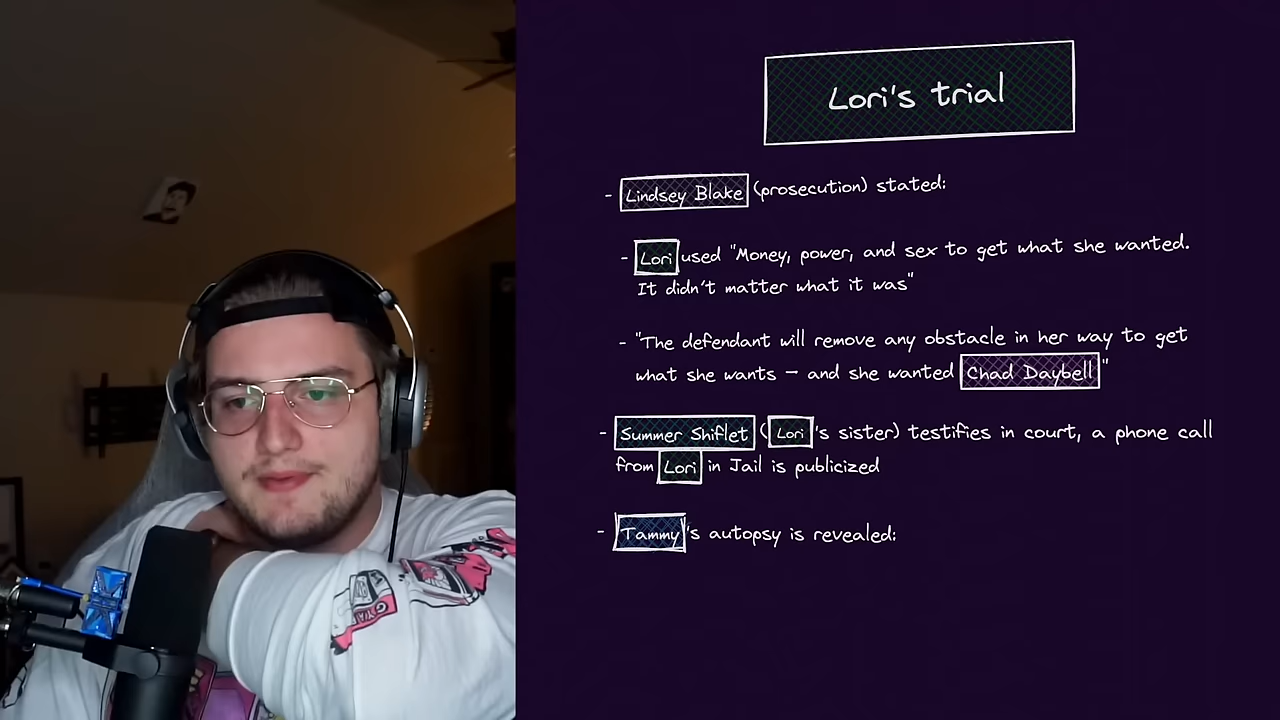 Lori's trial
- Lindsey Blake (prosecution) stated:
- Lori used "Money, power, and sex to get what she wanted.
It didn't matter what it was"
- "The defendant will remove any obstacle in her way to get
what she wants – and she wanted Chad Daybell"
- Summer Shiflet (Lori's sister) testifies in court, a phone call
from Lori in Jail is publicized
- Tammy's autopsy is revealed: